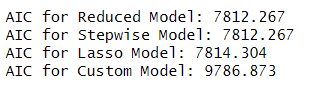 AIC for Reduced Model: 7812.267
AIC for Stepwise Model: 7812.267
AIC for Lasso Model: 7814.304
AIC for Custom Model: 9786.873